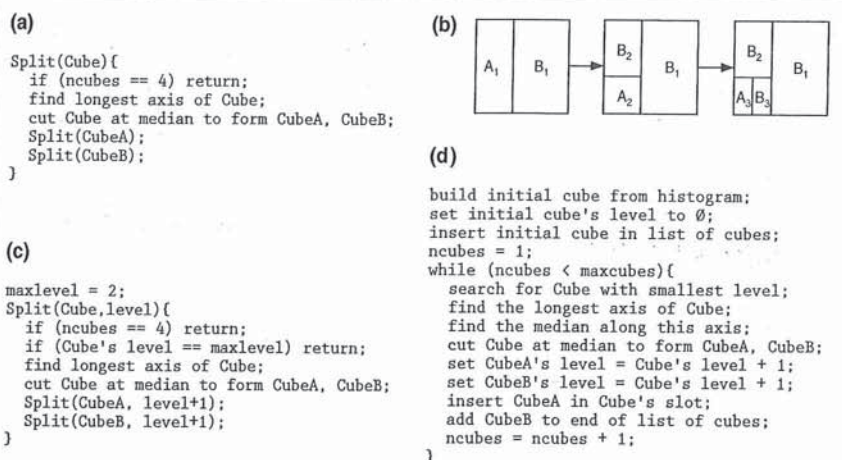 (a)
Split(Cube){
if (ncubes == 4) return;
find longest axis of Cube;
cut Cube at median to form CubeA, CubeB;
Split(CubeA);
Split(CubeB);
}
(b)
A₁ B₁
B₂ B₁
A₂
B₂ B₁
A₃ B₃
(c)
maxlevel = 2;
Split(Cube,level){
if (ncubes == 4) return;
if (Cube's level == maxlevel) return;
find longest axis of Cube;
cut Cube at median to form CubeA, CubeB;
Split(CubeA, level+1);
Split(CubeB, level+1);
}
(d)
build initial cube from histogram;
set initial cube's level to Ø;
insert initial cube in list of cubes;
ncubes = 1;
while (ncubes < maxcubes){
search for Cube with smallest level;
find the longest axis of Cube;
find the median along this axis;
cut Cube at median to form CubeA, CubeB;
set CubeA's level = Cube's level + 1;
set CubeB's level = Cube's level + 1;
insert CubeA in Cube's slot;
add CubeB to end of list of cubes;
ncubes = ncubes + 1;
}